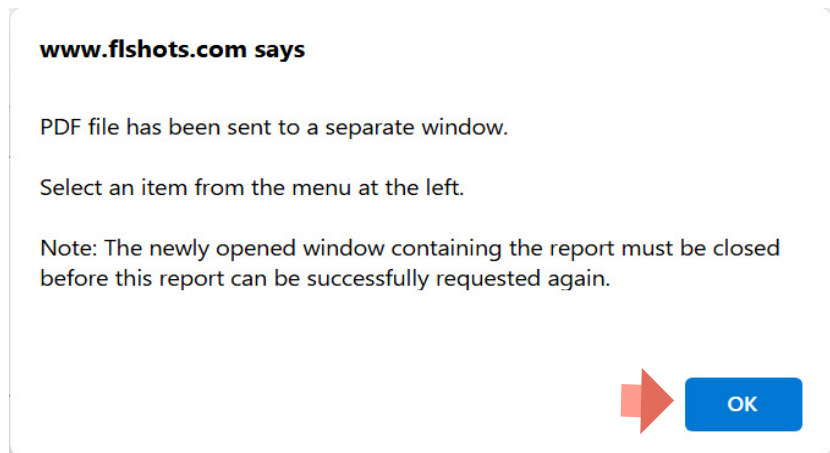 www.flshots.com says
PDF file has been sent to a separate window.
Select an item from the menu at the left.
Note: The newly opened window containing the report must be closed
before this report can be successfully requested again.
OK